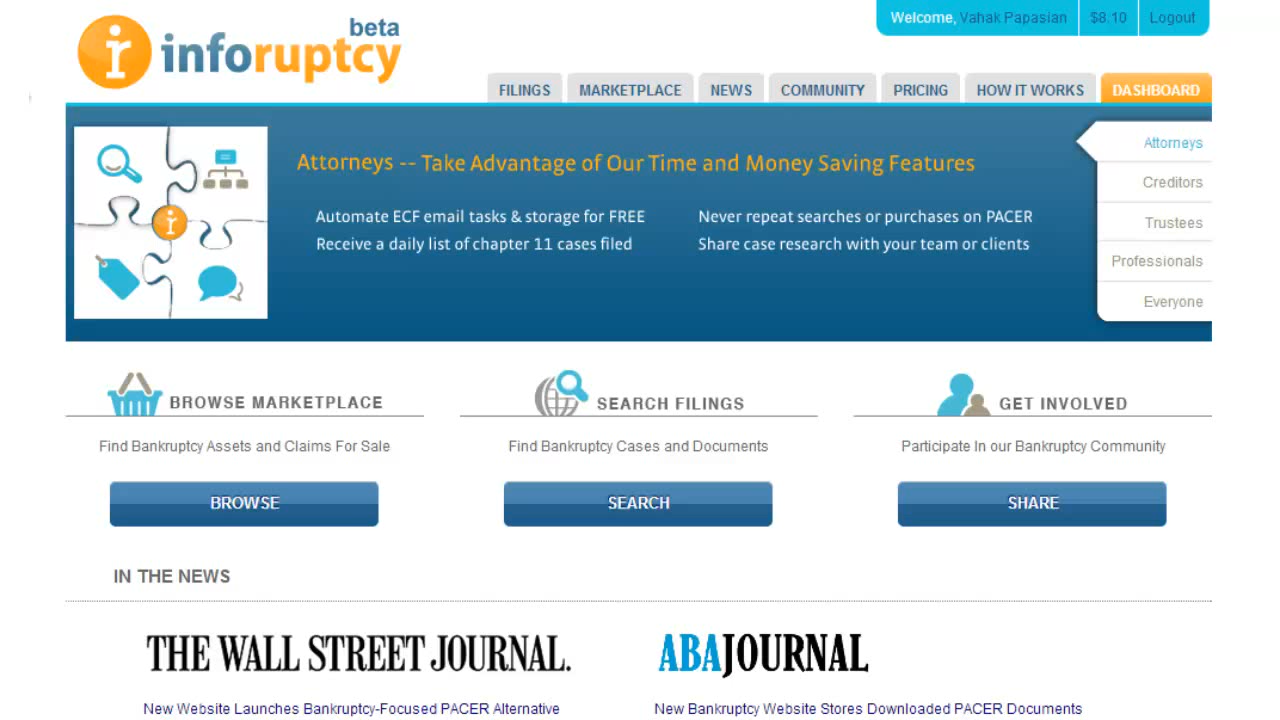 beta
inforuptcy
Welcome, Vahak Papasian $8.10 Logout
FILINGS MARKETPLACE NEWS COMMUNITY PRICING HOW IT WORKS DASHBOARD
Attorneys -- Take Advantage of Our Time and Money Saving Features
Automate ECF email tasks & storage for FREE
Receive a daily list of chapter 11 cases filed
Never repeat searches or purchases on PACER
Share case research with your team or clients
Attorneys
Creditors
Trustees
Professionals
Everyone
BROWSE MARKETPLACE
Find Bankruptcy Assets and Claims For Sale
BROWSE
SEARCH FILINGS
Find Bankruptcy Cases and Documents
SEARCH
GET INVOLVED
Participate In our Bankruptcy Community
SHARE
IN THE NEWS
THE WALL STREET JOURNAL.
New Website Launches Bankruptcy-Focused PACER Alternative
ABAJOURNAL
New Bankruptcy Website Stores Downloaded PACER Documents